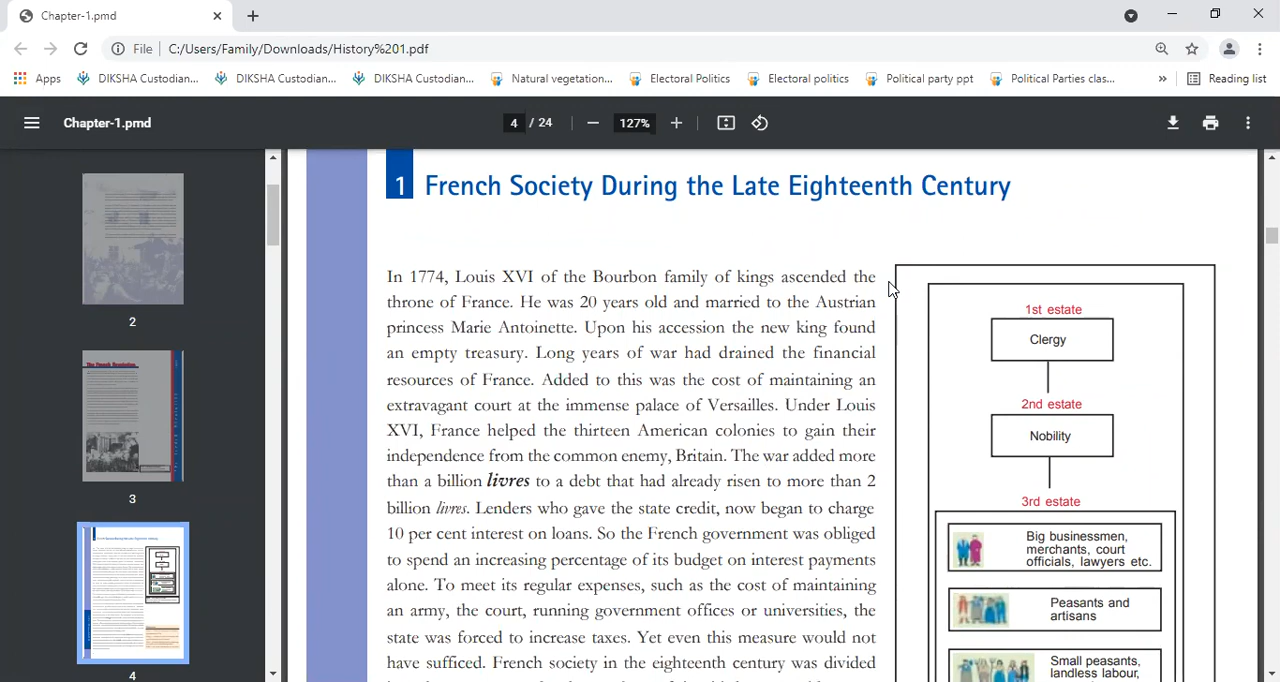 Chapter-1.pmd
File
C:/Users/Family/Downloads/History%201.pdf
Apps
DIKSHA Custodian...
DIKSHA Custodian...
DIKSHA Custodian...
Natural vegetation...
Electoral Politics
Electoral politics
Political party ppt
Political Parties clas...
»
Reading list
Chapter-1.pmd
4 / 24
127%
2
3
4
1 French Society During the Late Eighteenth Century
In 1774, Louis XVI of the Bourbon family of kings ascended the
throne of France. He was 20 years old and married to the Austrian
princess Marie Antoinette. Upon his accession the new king found
an empty treasury. Long years of war had drained the financial
resources of France. Added to this was the cost of maintaining an
extravagant court at the immense palace of Versailles. Under Louis
XVI, France helped the thirteen American colonies to gain their
independence from the common enemy, Britain. The war added more
than a billion livres to a debt that had already risen to more than 2
billion livres. Lenders who gave the state credit, now began to charge
10 per cent interest on loans. So the French government was obliged
to spend an increasing percentage of its budget on interest payments
To meet its regular expenses, such as the cost of maintaining
an army, the court, running government offices or universities, the
state was forced to increase taxes. Yet even this measure would not
have sufficed. French society in the eighteenth century was divided
1st estate
Clergy
2nd estate
Nobility
3rd estate
Big businessmen,
merchants, court
officials, lawyers etc.
Peasants and
artisans
Small peasants,
landless labour,